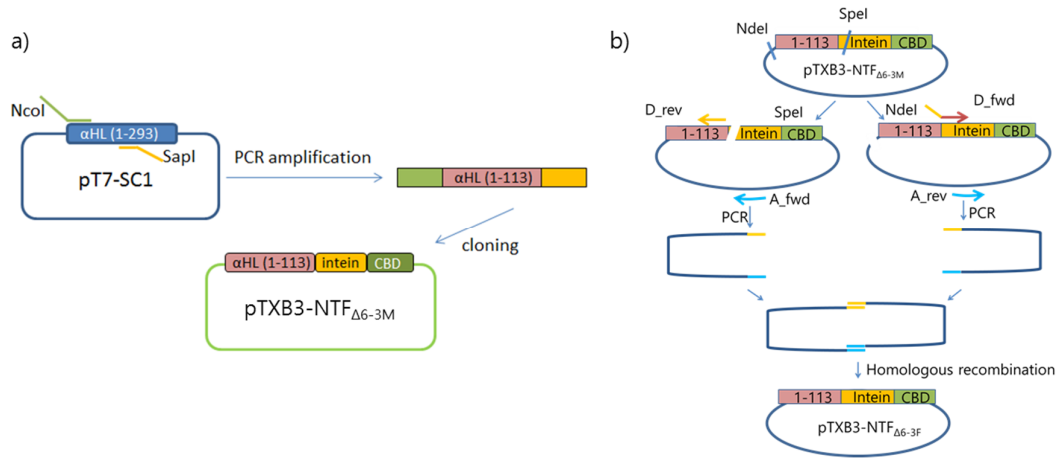 a)
NcoI
αHL (1-293)
SapI
pT7-SC1
PCR amplification
αHL (1-113)
cloning
αHL (1-113) intein CBD
pTXB3-NTFΔ6-3M
b)
SpeI
NdeI
1-113 Intein CBD
pTXB3-NTFΔ6-3M
D_rev
SpeI
1-113 Intein CBD
A_fwd
PCR
NdeI
D_fwd
1-113 Intein CBD
A_rev
PCR
Homologous recombination
1-113 Intein CBD
pTXB3-NTFΔ6-3F